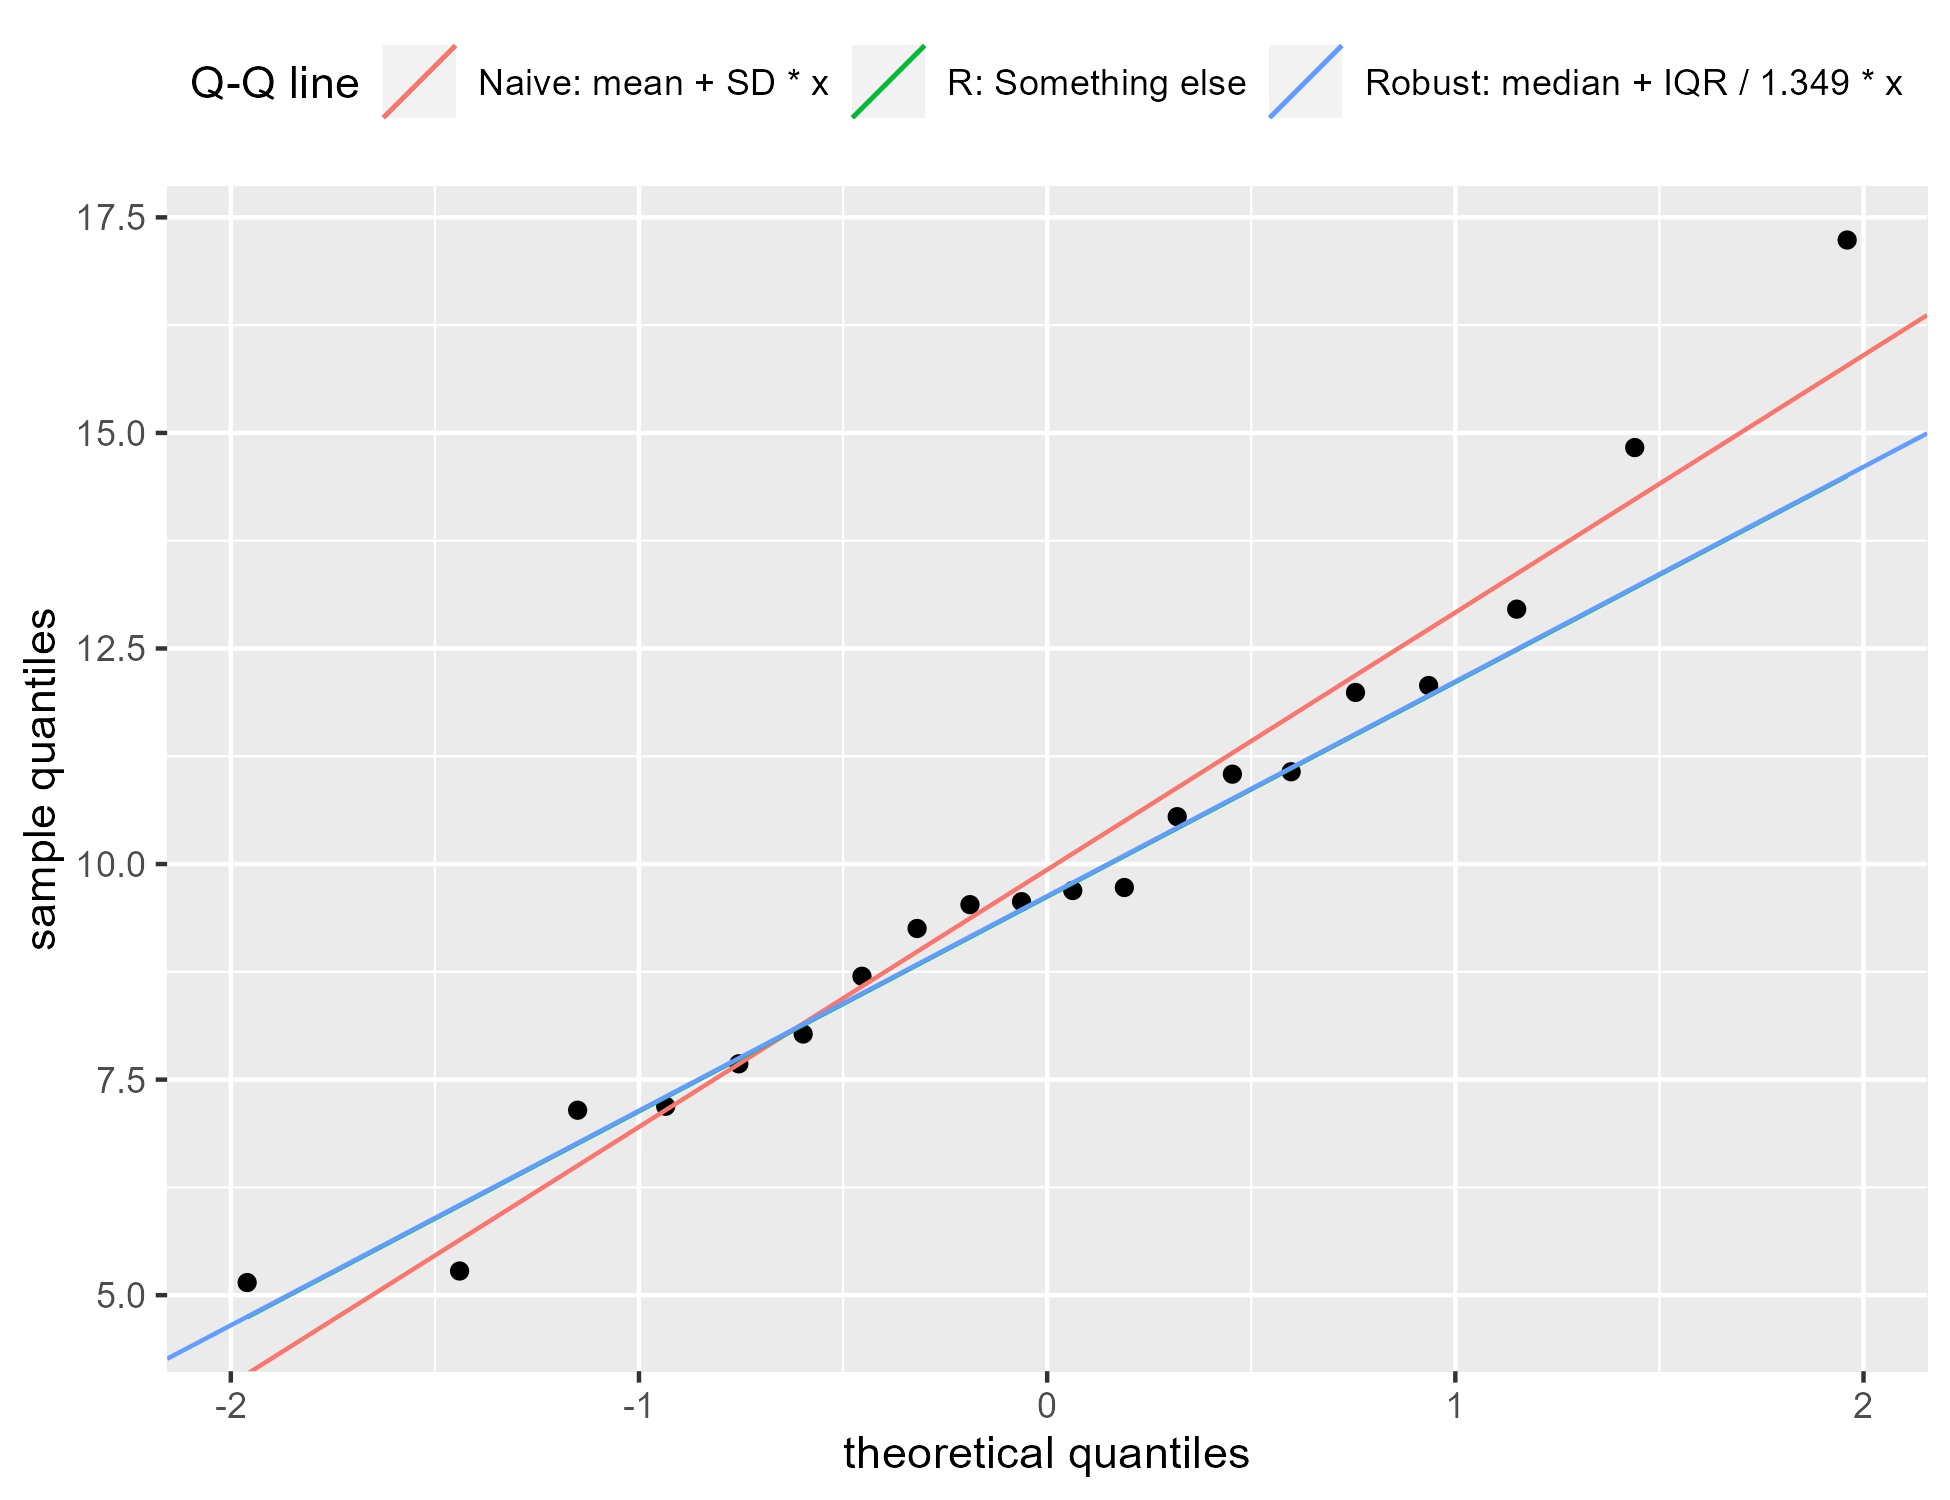 Q-Q line Naive: mean + SD * x R: Something else Robust: median + IQR / 1.349 * x
17.5
15.0
12.5
10.0
7.5
5.0
sample quantiles
-2 -1 0 1 2
theoretical quantiles